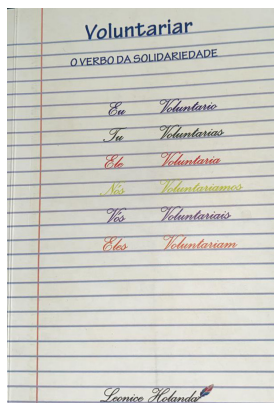 Voluntariar
O VERBO DA SOLIDARIEDADE
Eu Voluntario
Tu Voluntarias
Ele Voluntaria
Nós Voluntariamos
Vós Voluntariais
Eles Voluntariam
Leonice Holanda